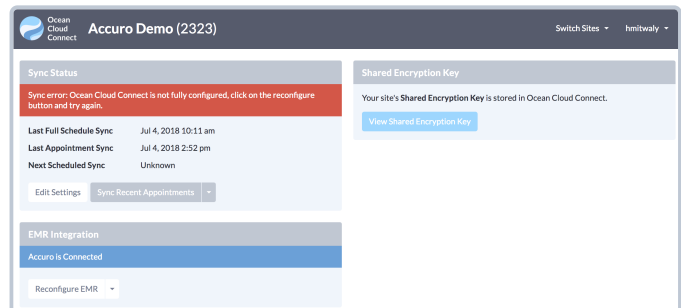 Ocean
Cloud
Connect
Accuro Demo (2323)
Switch Sites
hmitwaly
Sync Status
Sync error: Ocean Cloud Connect is not fully configured, click on the reconfigure
button and try again.
Last Full Schedule Sync Jul 4, 2018 10:11 am
Last Appointment Sync Jul 4, 2018 2:52 pm
Next Scheduled Sync Unknown
Edit Settings
Sync Recent Appointments
EMR Integration
Accuro is Connected
Reconfigure EMR
Shared Encryption Key
Your site's Shared Encryption Key is stored in Ocean Cloud Connect.
View Shared Encryption Key